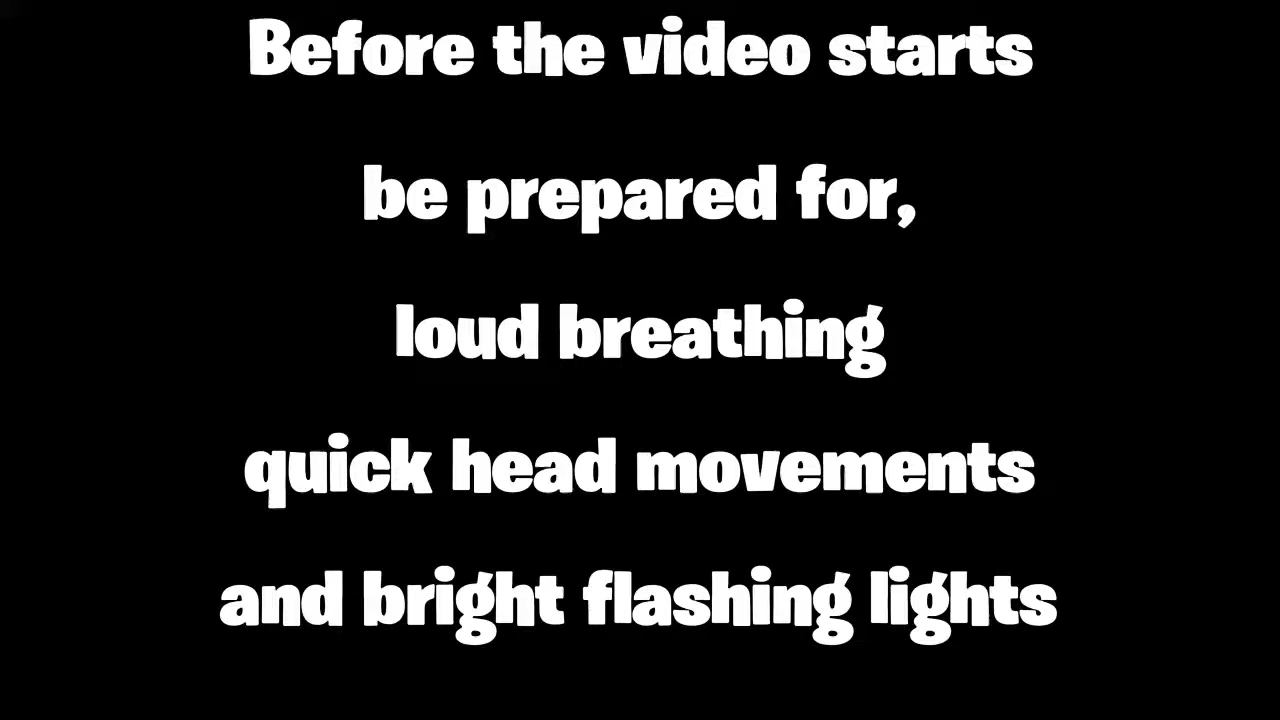 Before the video starts
be prepared for,
loud breathing
quick head movements
and bright flashing lights